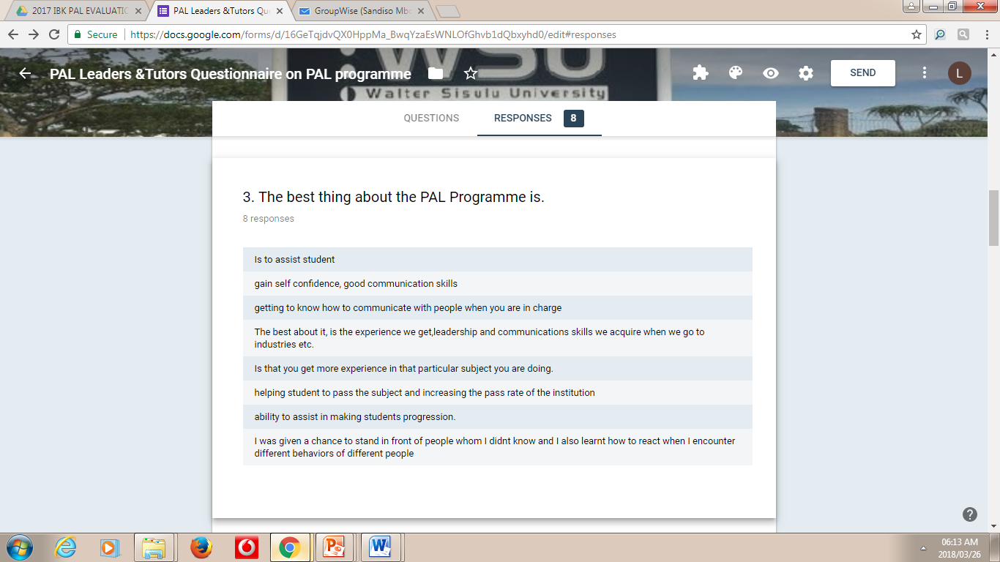 2017 IBK PAL EVALUATIC
PAL Leaders &Tutors Qu
GroupWise (Sandiso Mb
Secure
https://docs.google.com/forms/d/16GeTqjdvQX0HppMa_BwqYzaEsWNLOfGhvb1dQbxyhd0/edit#responses
WSU
Walter Sisulu University
PAL Leaders &Tutors Questionnaire on PAL programme
SEND
L
QUESTIONS
RESPONSES 8
3. The best thing about the PAL Programme is.
8 responses
Is to assist student
gain self confidence, good communication skills
getting to know how to communicate with people when you are in charge
The best about it, is the experience we get,leadership and communications skills we acquire when we go to
industries etc.
Is that you get more experience in that particular subject you are doing.
helping student to pass the subject and increasing the pass rate of the institution
ability to assist in making students progression.
I was given a chance to stand in front of people whom I didnt know and I also learnt how to react when I encounter
different behaviors of different people
06:13 AM
2018/03/26